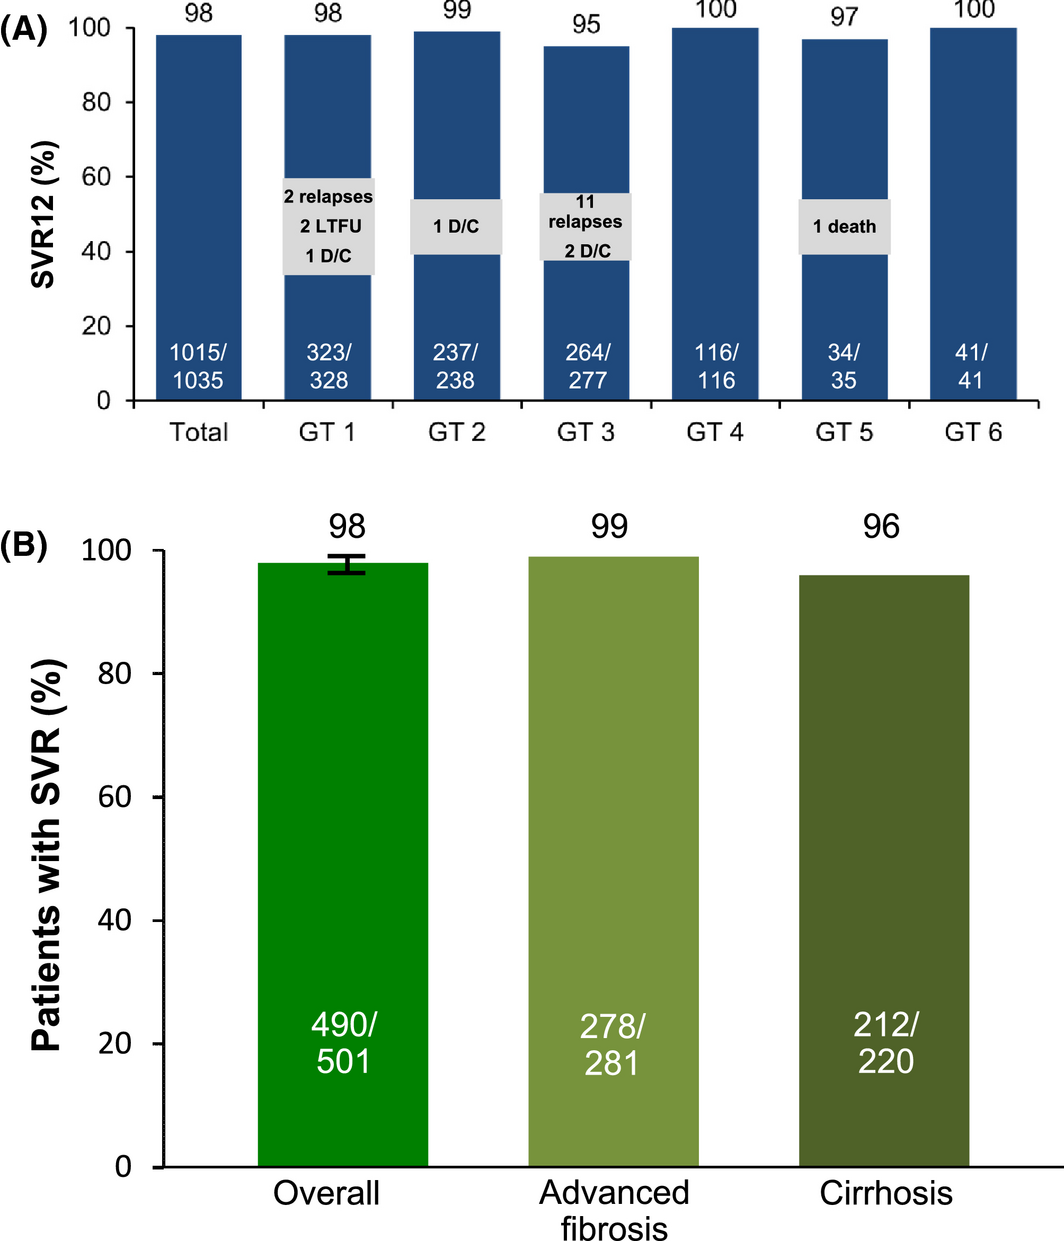 (A)
SVR12 (%)
100
80
60
40
20
0
98
98
99
95
100
97
100
2 relapses
2 LTFU
1 D/C
1 D/C
11
relapses
2 D/C
1 death
1015/
1035
323/
328
237/
238
264/
277
116/
116
34/
35
41/
41
Total
GT 1
GT 2
GT 3
GT 4
GT 5
GT 6
(B)
Patients with SVR (%)
100
80
60
40
20
0
98
99
96
490/
501
278/
281
212/
220
Overall
Advanced
fibrosis
Cirrhosis